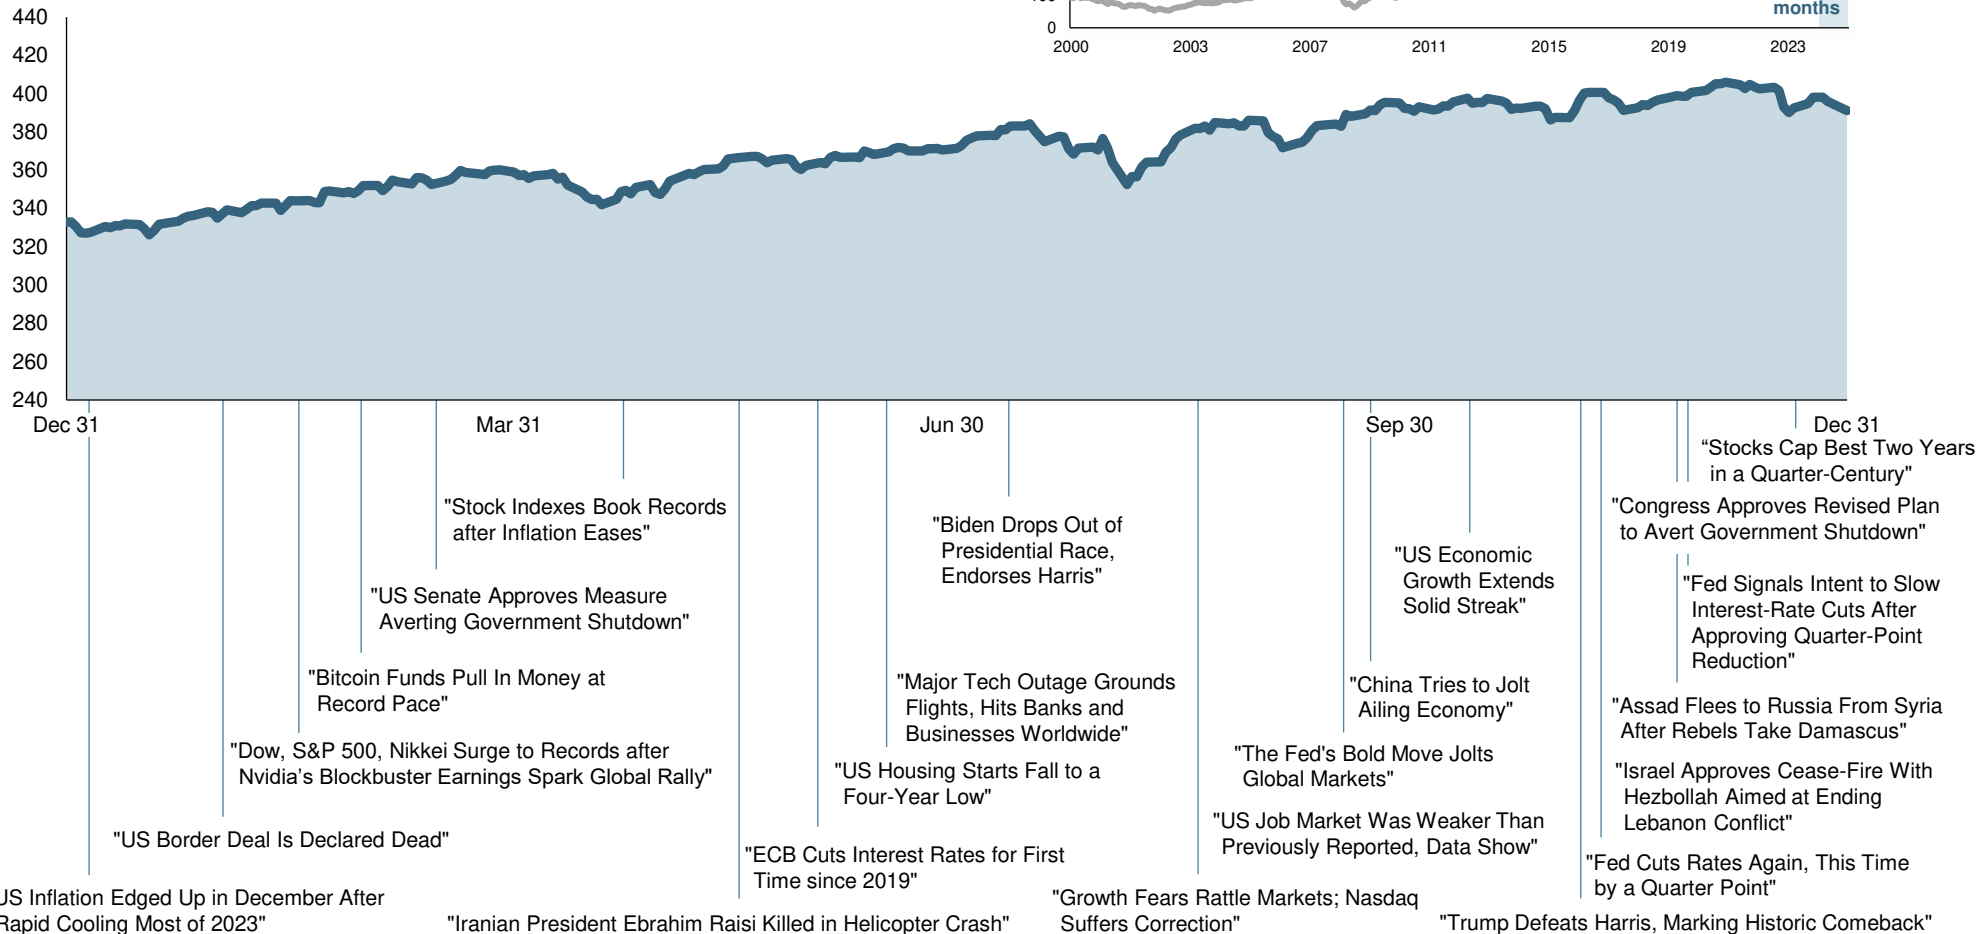 440
420
400
380
360
340
320
300
280
260
240
months
0
2000 2003 2007 2011 2015 2019 2023
Dec 31 Mar 31 Jun 30 Sep 30 Dec 31
"Stock Indexes Book Records
after Inflation Eases"
"US Senate Approves Measure
Averting Government Shutdown"
"Bitcoin Funds Pull In Money at
Record Pace"
"Dow, S&P 500, Nikkei Surge to Records after
Nvidia’s Blockbuster Earnings Spark Global Rally"
"US Border Deal Is Declared Dead"
US Inflation Edged Up in December After
Rapid Cooling Most of 2023"
"Biden Drops Out of
Presidential Race,
Endorses Harris"
"Major Tech Outage Grounds
Flights, Hits Banks and
Businesses Worldwide"
"US Housing Starts Fall to a
Four-Year Low"
"ECB Cuts Interest Rates for First
Time since 2019"
"Iranian President Ebrahim Raisi Killed in Helicopter Crash"
“Stocks Cap Best Two Years
in a Quarter-Century"
"Congress Approves Revised Plan
to Avert Government Shutdown"
"US Economic
Growth Extends
Solid Streak"
"Fed Signals Intent to Slow
Interest-Rate Cuts After
Approving Quarter-Point
Reduction"
"China Tries to Jolt
Ailing Economy"
"Assad Flees to Russia From Syria
After Rebels Take Damascus"
"The Fed's Bold Move Jolts
Global Markets"
"Israel Approves Cease-Fire With
Hezbollah Aimed at Ending
Lebanon Conflict"
"US Job Market Was Weaker Than
Previously Reported, Data Show"
"Fed Cuts Rates Again, This Time
by a Quarter Point"
"Growth Fears Rattle Markets; Nasdaq
Suffers Correction"
"Trump Defeats Harris, Marking Historic Comeback"